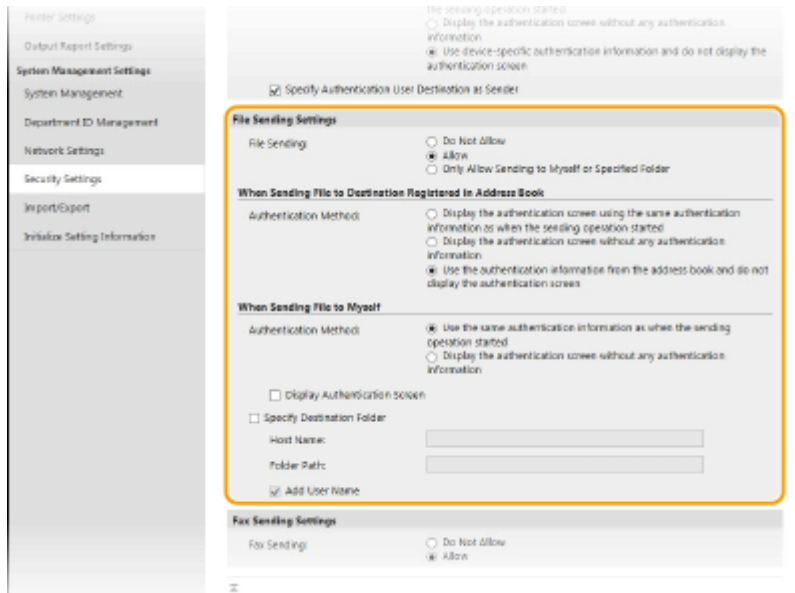 Printer Settings
Output Report Settings
System Management Settings
System Management
Department ID Management
Network Settings
Security Settings
Import/Export
Initialize Setting Information
the sending operation started
Display the authentication screen without any authentication
information
Use device-specific authentication information and do not display the
authentication screen
Specify Authentication User Destination as Sender
File Sending Settings
File Sending:
Do Not Allow
Allow
Only Allow Sending to Myself or Specified Folder
When Sending File to Destination Registered in Address Book
Authentication Method:
Display the authentication screen using the same authentication
information as when the sending operation started
Display the authentication screen without any authentication
information
Use the authentication information from the address book and do not
display the authentication screen
When Sending File to Myself
Authentication Method:
Use the same authentication information as when the sending
operation started
Display the authentication screen without any authentication
information
Display Authentication Screen
Specify Destination Folder
Host Name:
Folder Path:
Add User Name
Fax Sending Settings
Fax Sending:
Do Not Allow
Allow